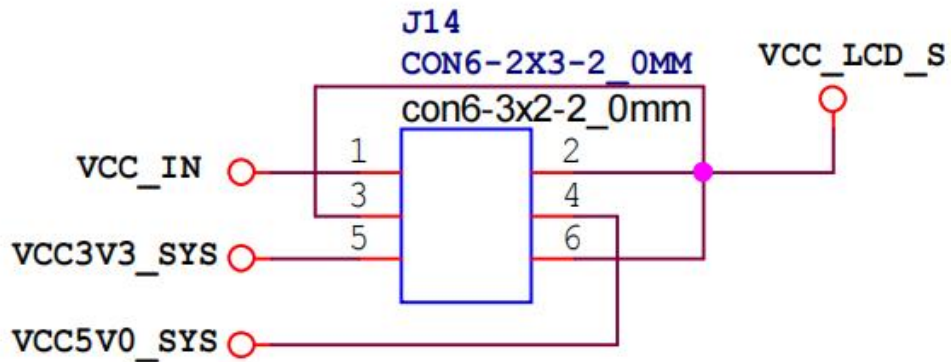 J14
CON6-2X3-2_0MM
VCC_LCD_S
con6-3x2-2_0mm
VCC_IN
1
2
3
4
VCC3V3_SYS
5
6
VCC5V0_SYS